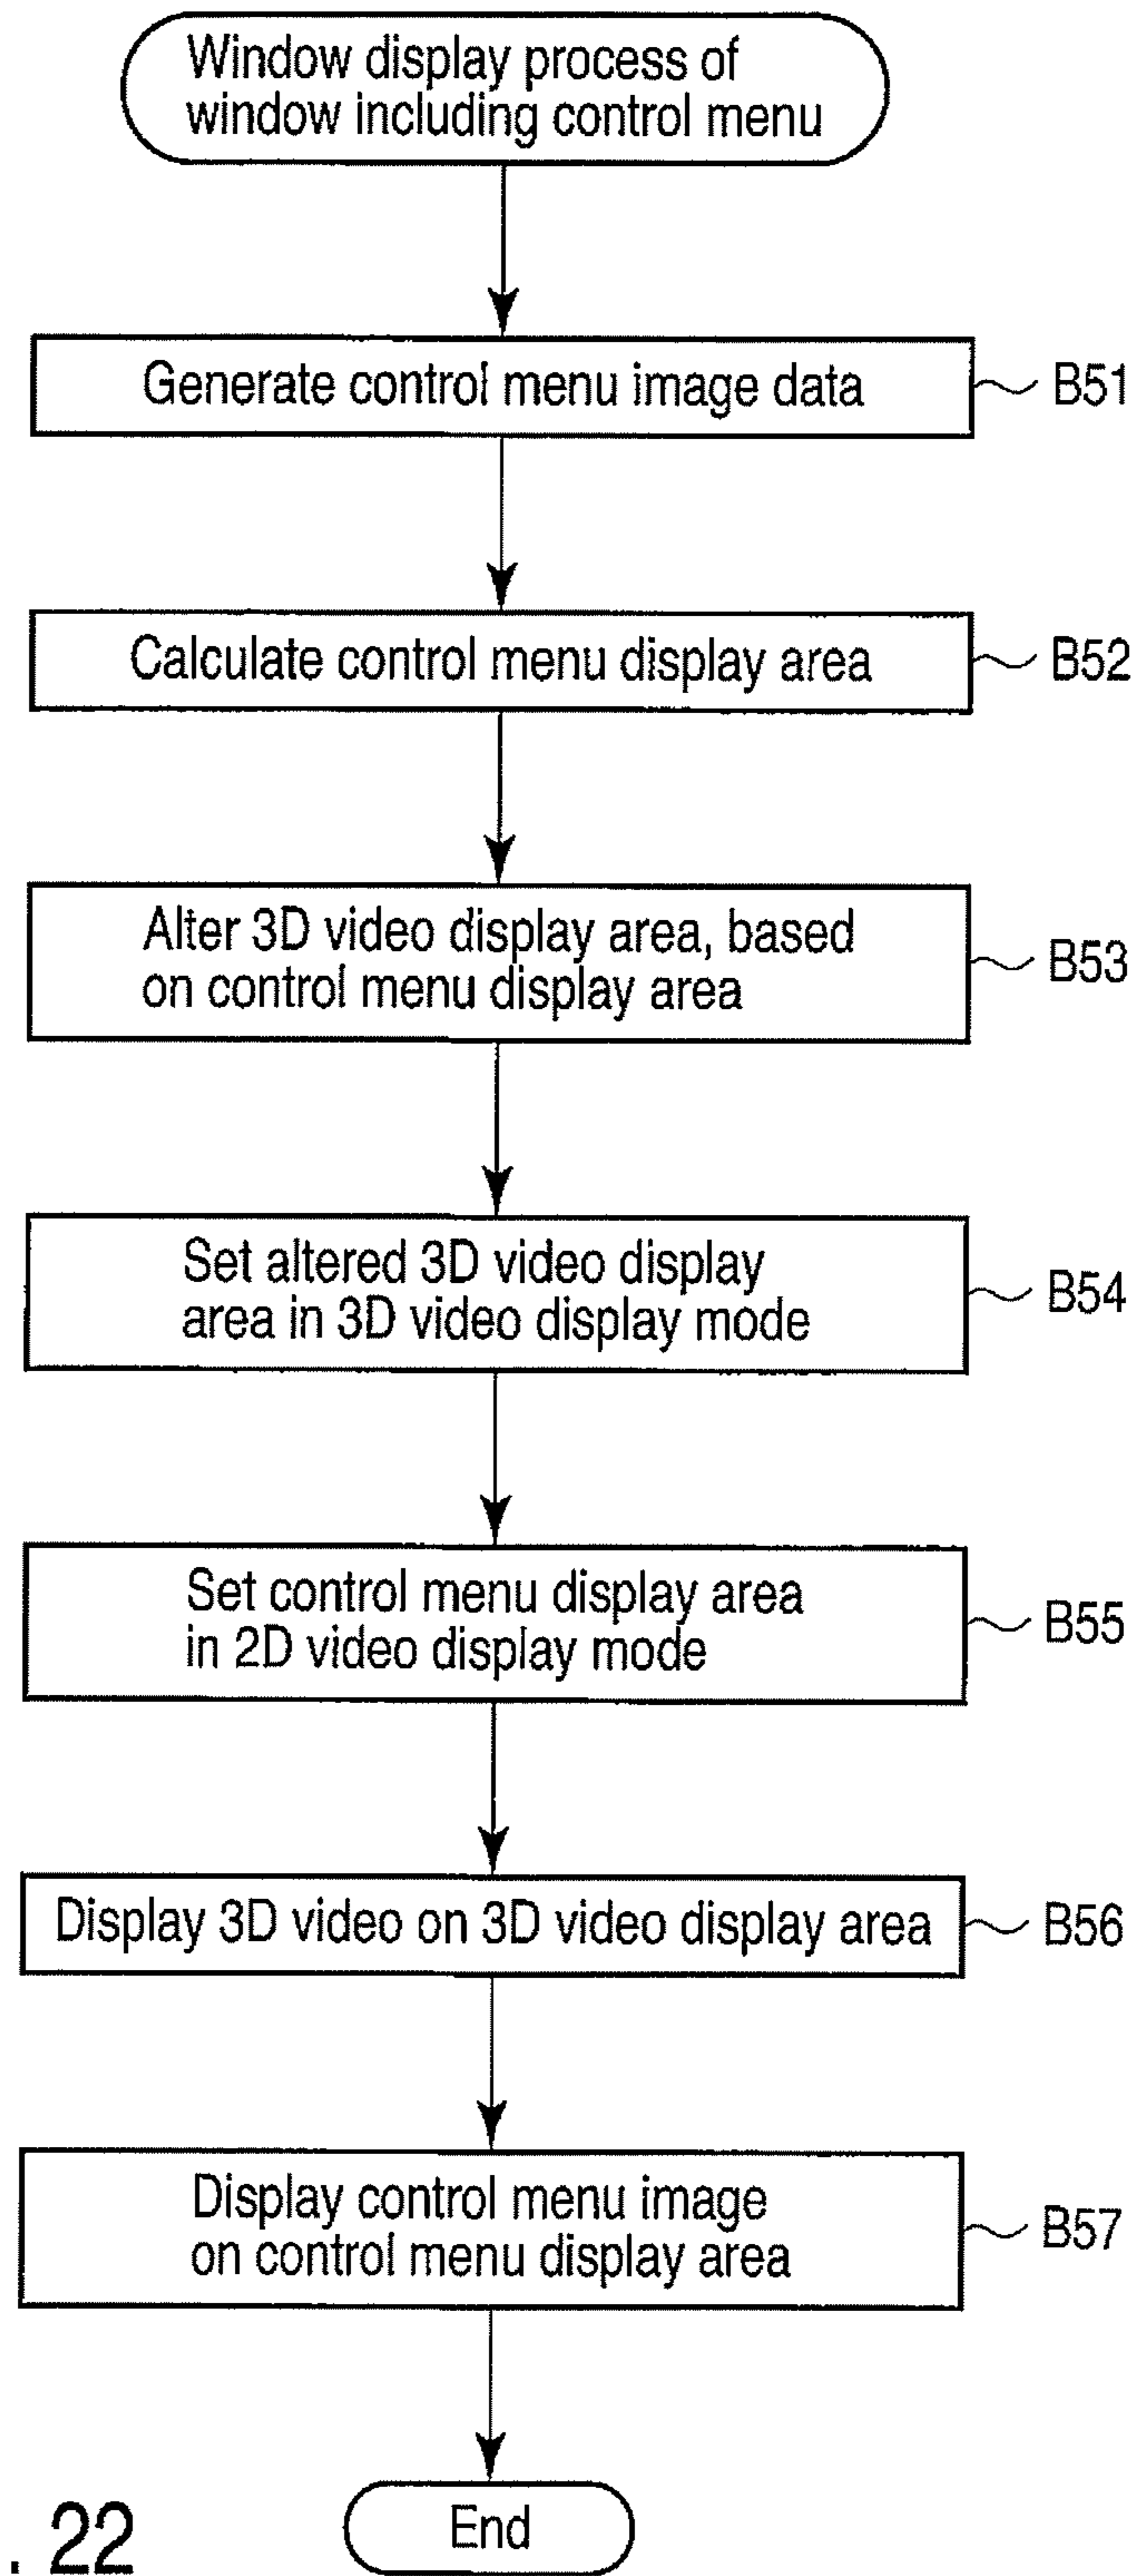 Window display process of
window including control menu
Generate control menu image data
B51
Calculate control menu display area
B52
Alter 3D video display area, based
on control menu display area
B53
Set altered 3D video display
area in 3D video display mode
B54
Set control menu display area
in 2D video display mode
B55
Display 3D video on 3D video display area
B56
Display control menu image
on control menu display area
B57
End
. 22